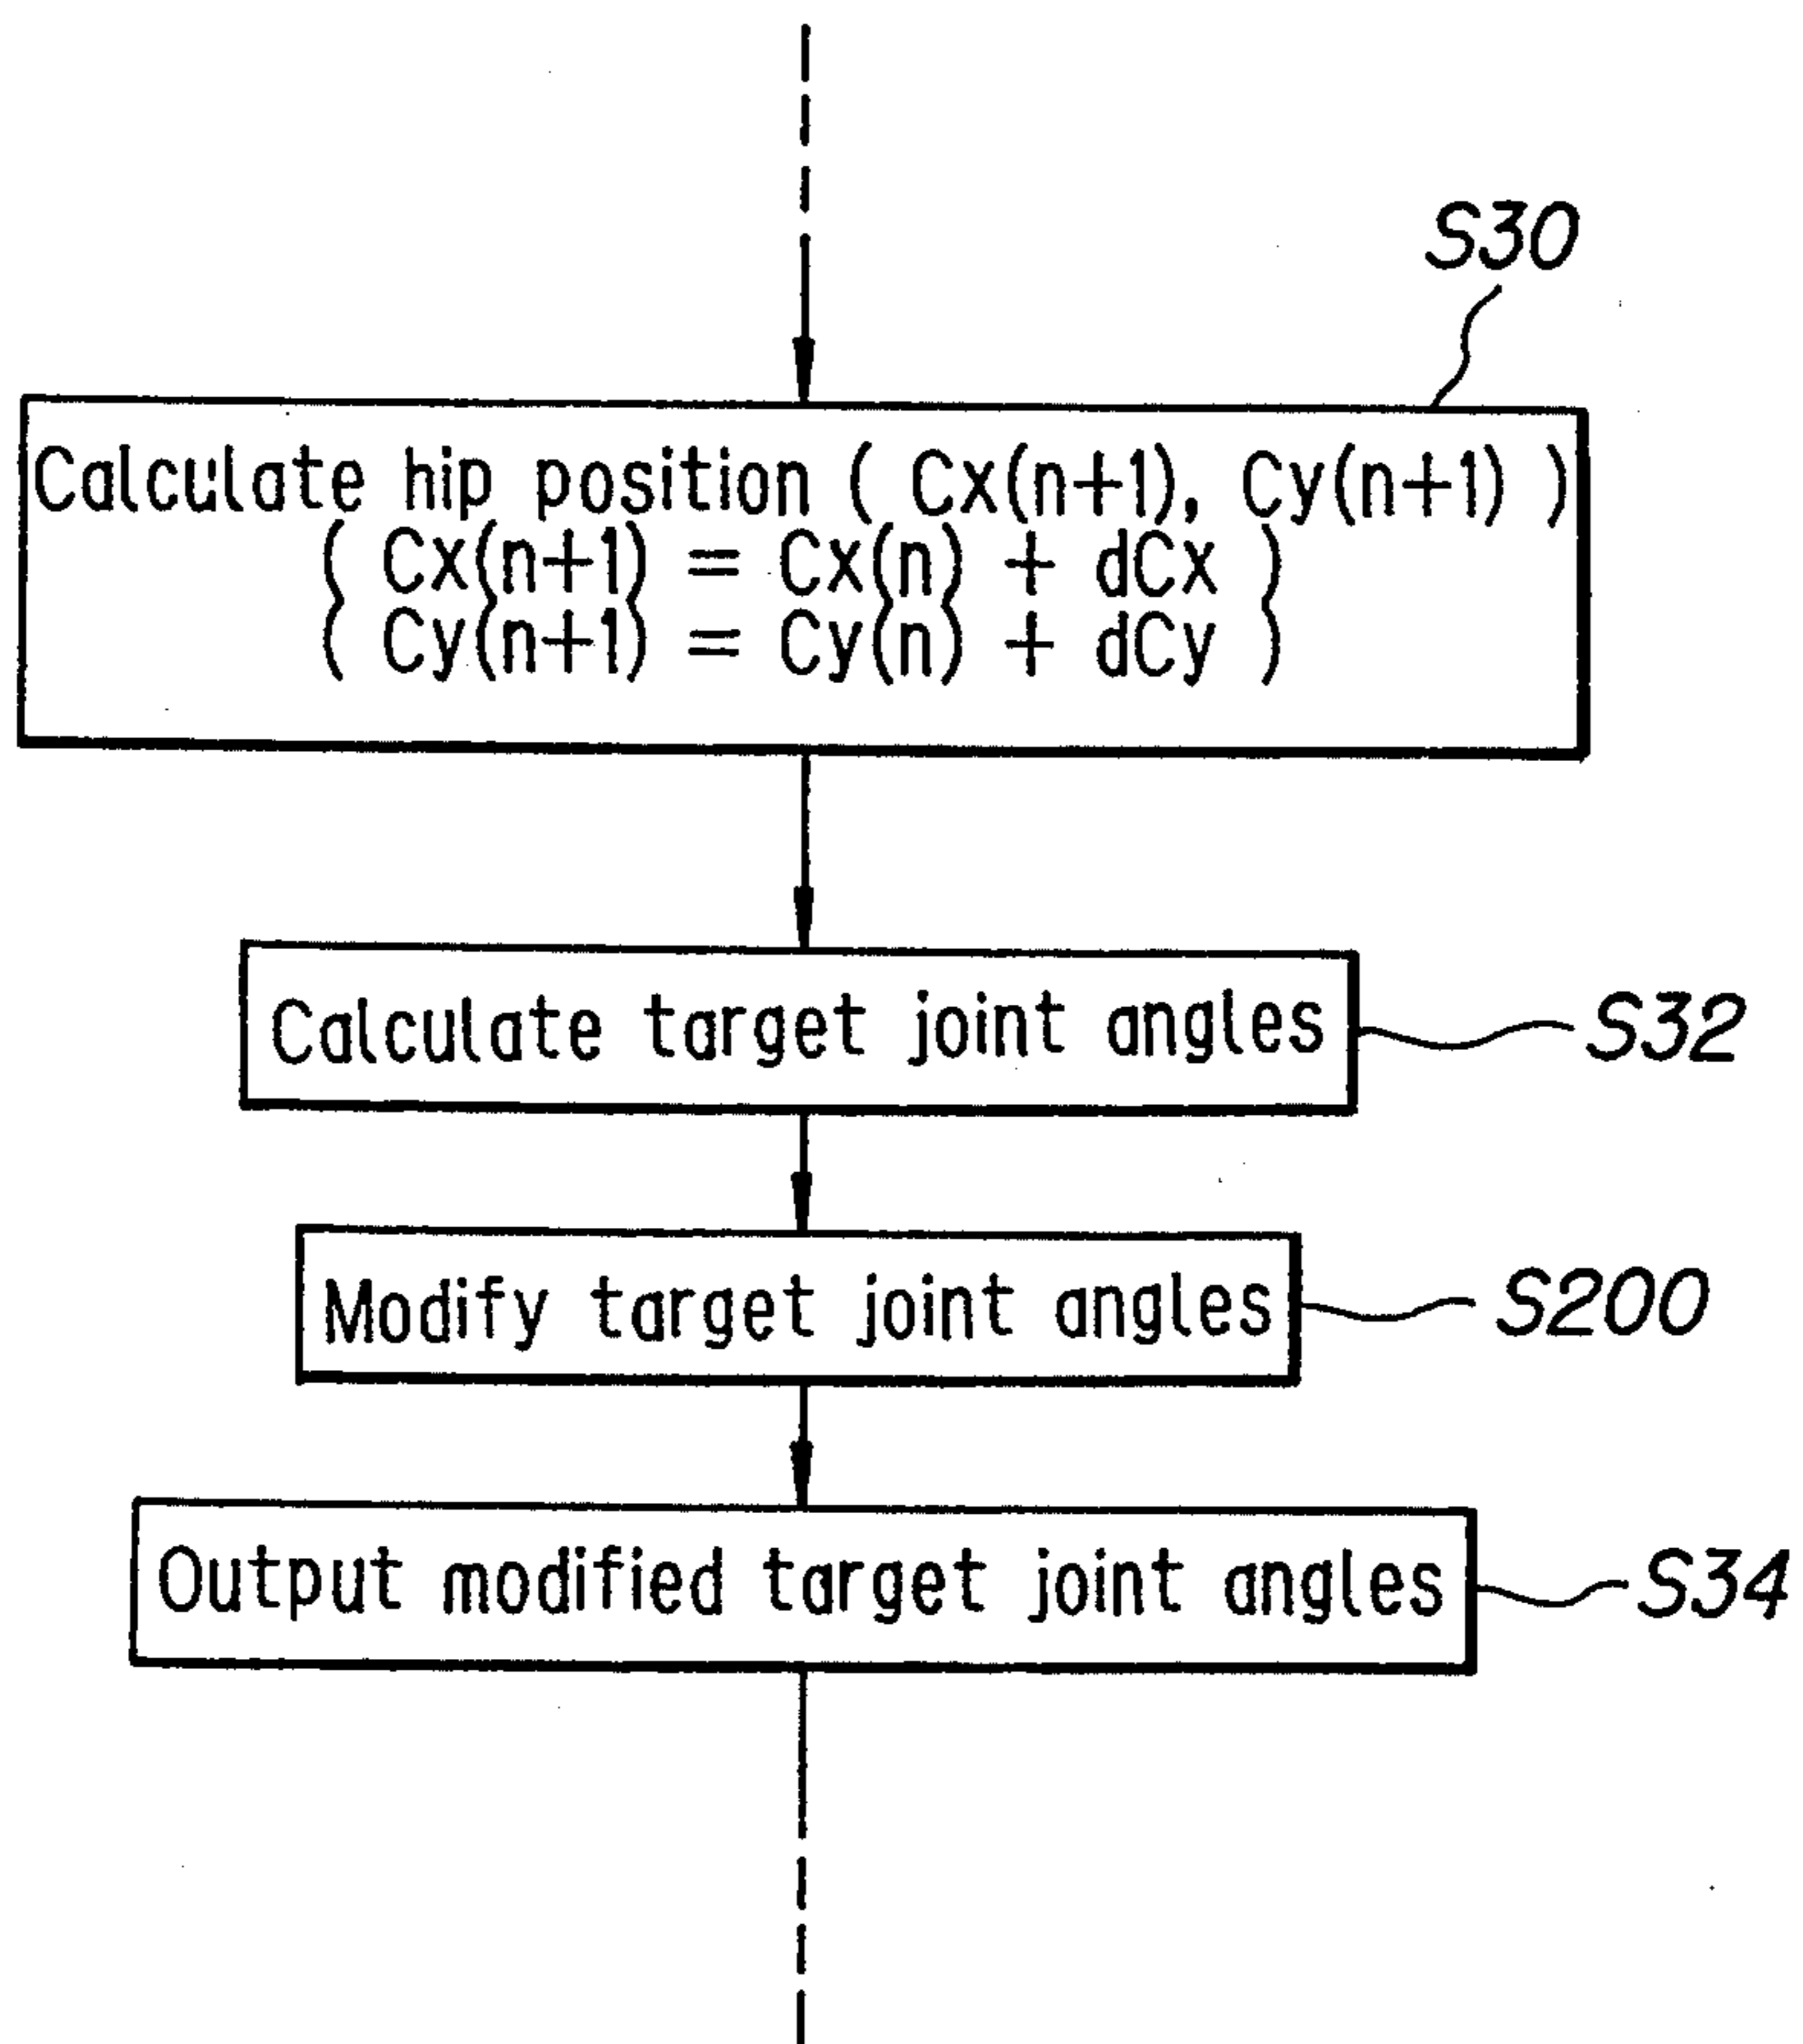 S30
Calculate hip position ( Cx(n+1), Cy(n+1) )
( Cx(n+1) = Cx(n) + dCx )
( Cy(n+1) = Cy(n) + dCy )
Calculate target joint angles
S32
Modify target joint angles
S200
Output modified target joint angles
S34